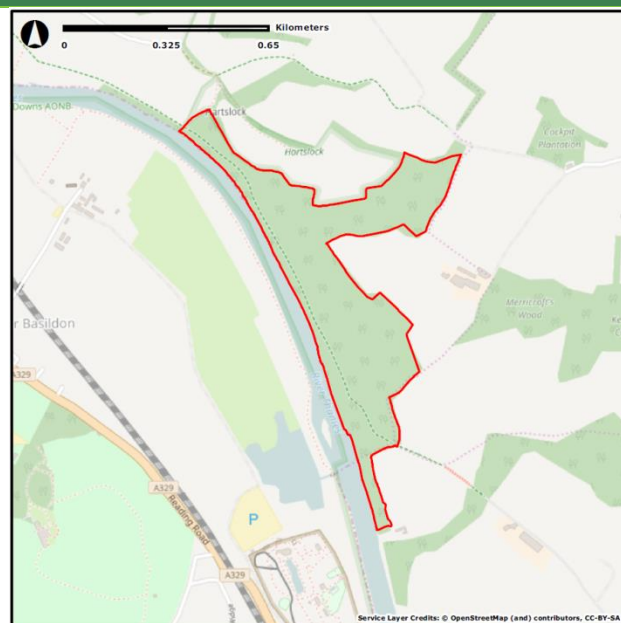 Kilometers
0 0.325 0.65
Downs AONB
Hartslock
Hartslock
Cockpit
Plantation
Merricroft's
Wood
r Basildon
A329
A329
Reading Road
A329
P
Service Layer Credits: © OpenStreetMap (and) contributors, CC-BY-SA